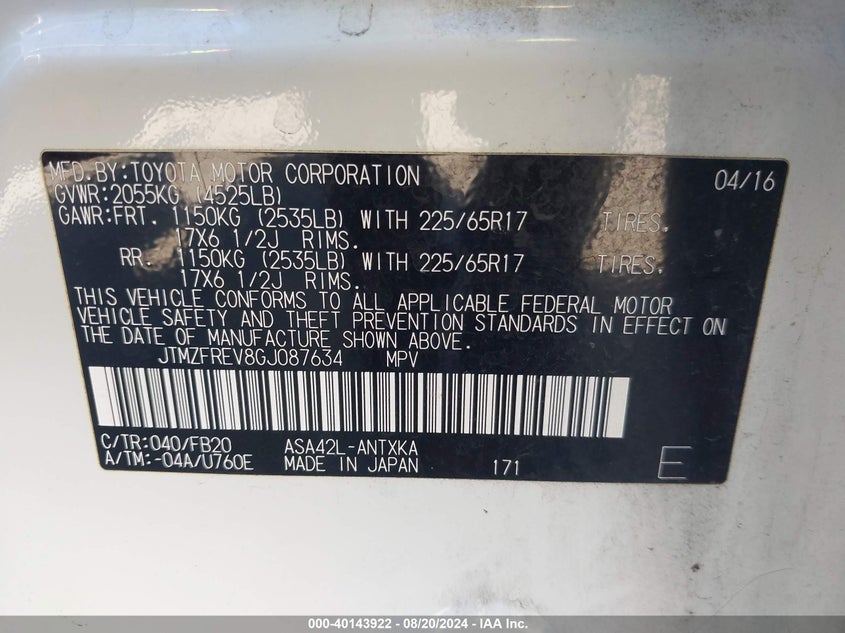 MFD.BY:TOYOTA MOTOR CORPORATION 04/16
GVWR:2055KG (4525LB)
GAWR:FRT. 1150KG (2535LB) WITH 225/65R17 TIRES.
17X6 1/2J RIMS.
RR. 1150KG (2535LB) WITH 225/65R17 TIRES.
17X6 1/2J RIMS.
THIS VEHICLE CONFORMS TO ALL APPLICABLE FEDERAL MOTOR
VEHICLE SAFETY AND THEFT PREVENTION STANDARDS IN EFFECT ON
THE DATE OF MANUFACTURE SHOWN ABOVE.
JTMZFREV8GJ087634 MPV
C/TR:040/FB20 ASA42L-ANTXKA
A/TM:-04A/U760E MADE IN JAPAN 171 E
000-40143922 - 08/20/2024 - IAA Inc.